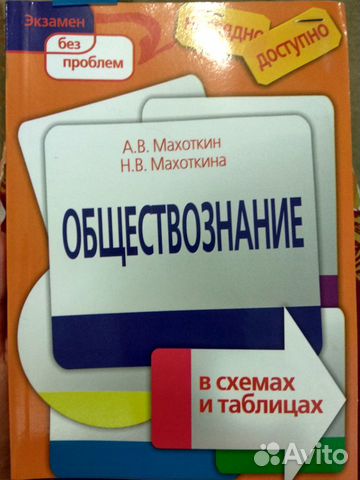 Экзамен
без
проблем
доступно
А.В. Махоткин
Н.В. Махоткина
ОБЩЕСТВОЗНАНИЕ
в схемах
и таблицах
Avito